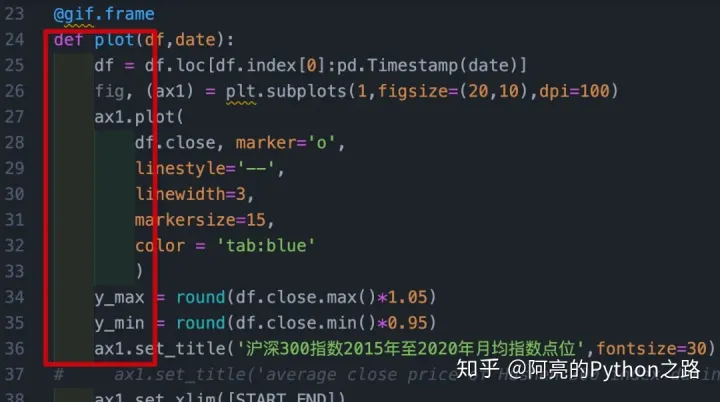 23 @gif.frame
24 def plot(df,date):
25 df = df.loc[df.index[0]:pd.Timestamp(date)]
26 fig, (ax1) = plt.subplots(1,figsize=(20,10),dpi=100)
27 ax1.plot(
28 df.close, marker='o',
29 linestyle='--',
30 linewidth=3,
31 markersize=15,
32 color = 'tab:blue'
33 )
34 y_max = round(df.close.max()*1.05)
35 y_min = round(df.close.min()*0.95)
36 ax1.set_title('沪深300指数2015年至2020年月均指数点位',fontsize=30)
37 # ax1.set_title('average close price
38 ax1.set_xlim([START,END])
知乎 @阿亮的Python之路